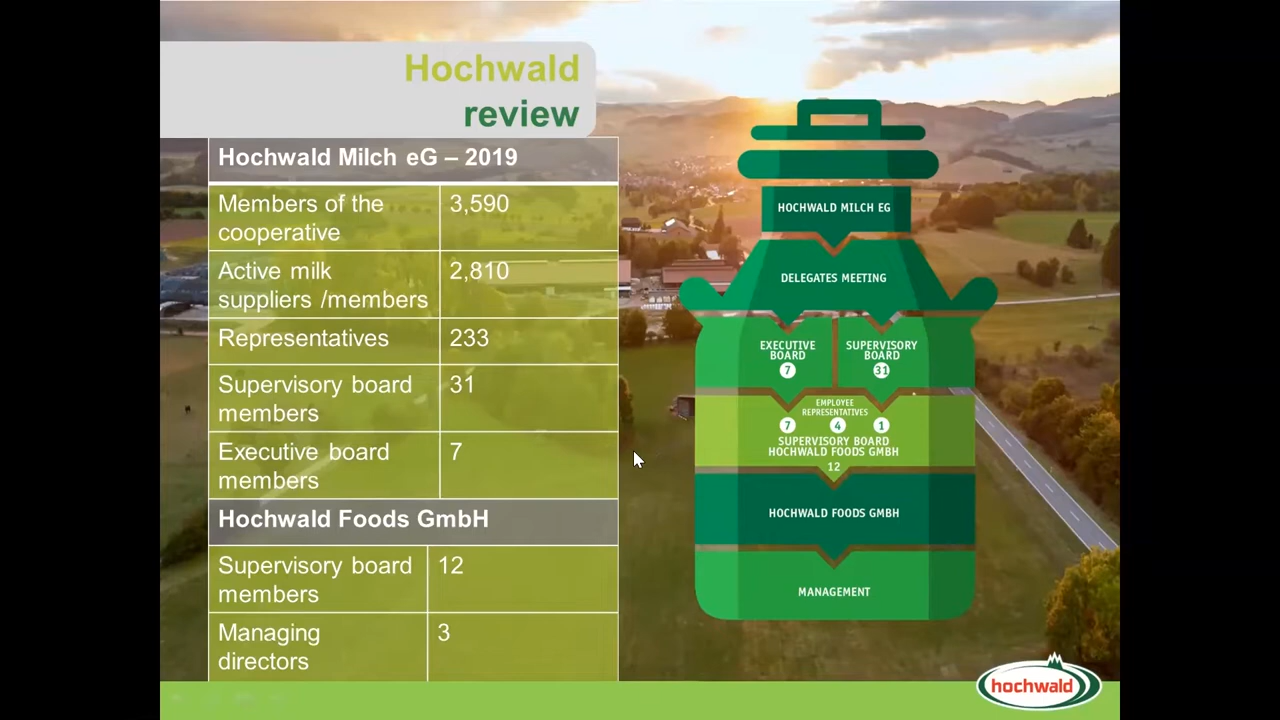 Hochwald
review
Hochwald Milch eG – 2019
Members of the
cooperative
3,590
Active milk
suppliers /members
2,810
Representatives
233
Supervisory board
members
31
Executive board
members
7
Hochwald Foods GmbH
Supervisory board
members
12
Managing
directors
3
HOCHWALD MILCH EG
DELEGATES MEETING
EXECUTIVE
BOARD
7
SUPERVISORY
BOARD
31
EMPLOYEE
REPRESENTATIVES
7 4 1
SUPERVISORY BOARD
HOCHWALD FOODS GMBH
12
HOCHWALD FOODS GMBH
MANAGEMENT
hochwald